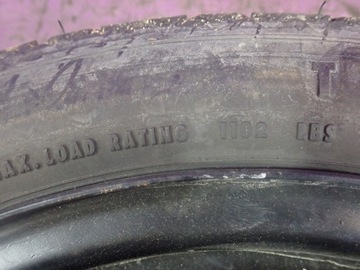 T
MAX. LOAD RATING 1102 LBS